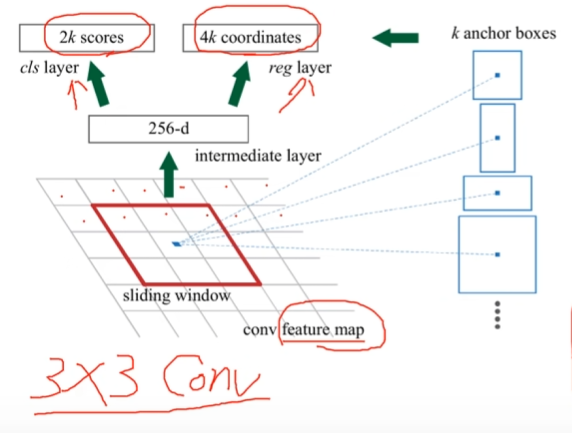 2k scores
4k coordinates
k anchor boxes
cls layer
reg layer
256-d
intermediate layer
sliding window
conv feature map
3X3 Conv